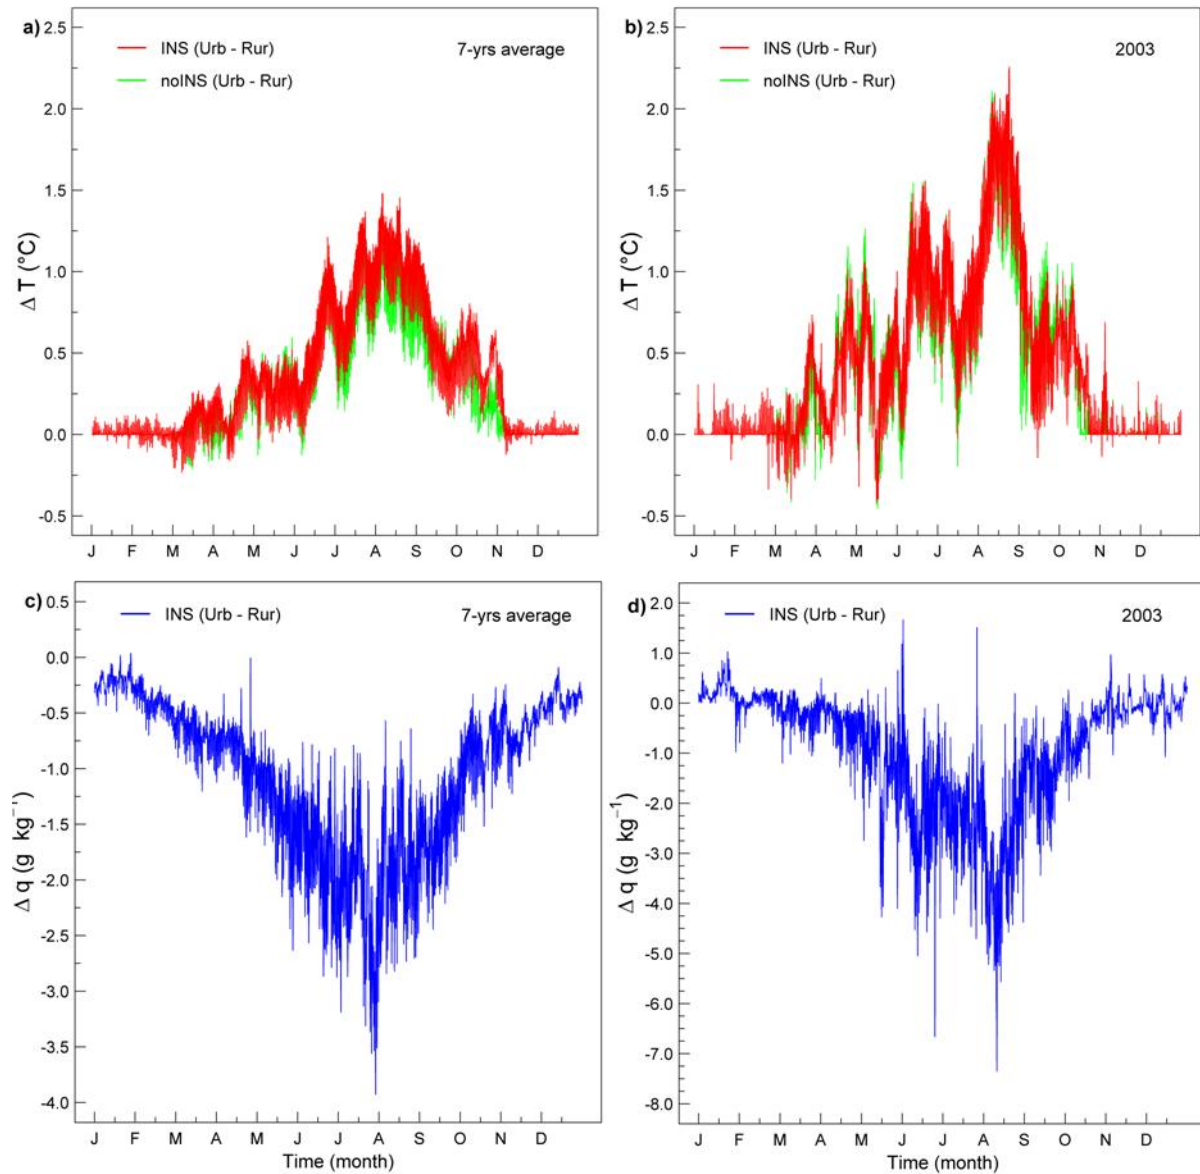 a)
INS (Urb - Rur)
7-yrs average
noINS (Urb - Rur)
2.5
2.0
1.5
1.0
0.5
0.0
-0.5
Δ T (°C)
J F M A M J J A S O N D
b)
INS (Urb - Rur)
2003
noINS (Urb - Rur)
2.5
2.0
1.5
1.0
0.5
0.0
-0.5
Δ T (°C)
J F M A M J J A S O N D
c)
INS (Urb - Rur)
7-yrs average
0.5
0.0
-0.5
-1.0
-1.5
-2.0
-2.5
-3.0
-3.5
-4.0
Δ q (g kg⁻¹)
J F M A M J J A S O N D
Time (month)
d)
INS (Urb - Rur)
2003
2.0
1.0
0.0
-1.0
-2.0
-3.0
-4.0
-5.0
-6.0
-7.0
-8.0
Δ q (g kg⁻¹)
J F M A M J J A S O N D
Time (month)